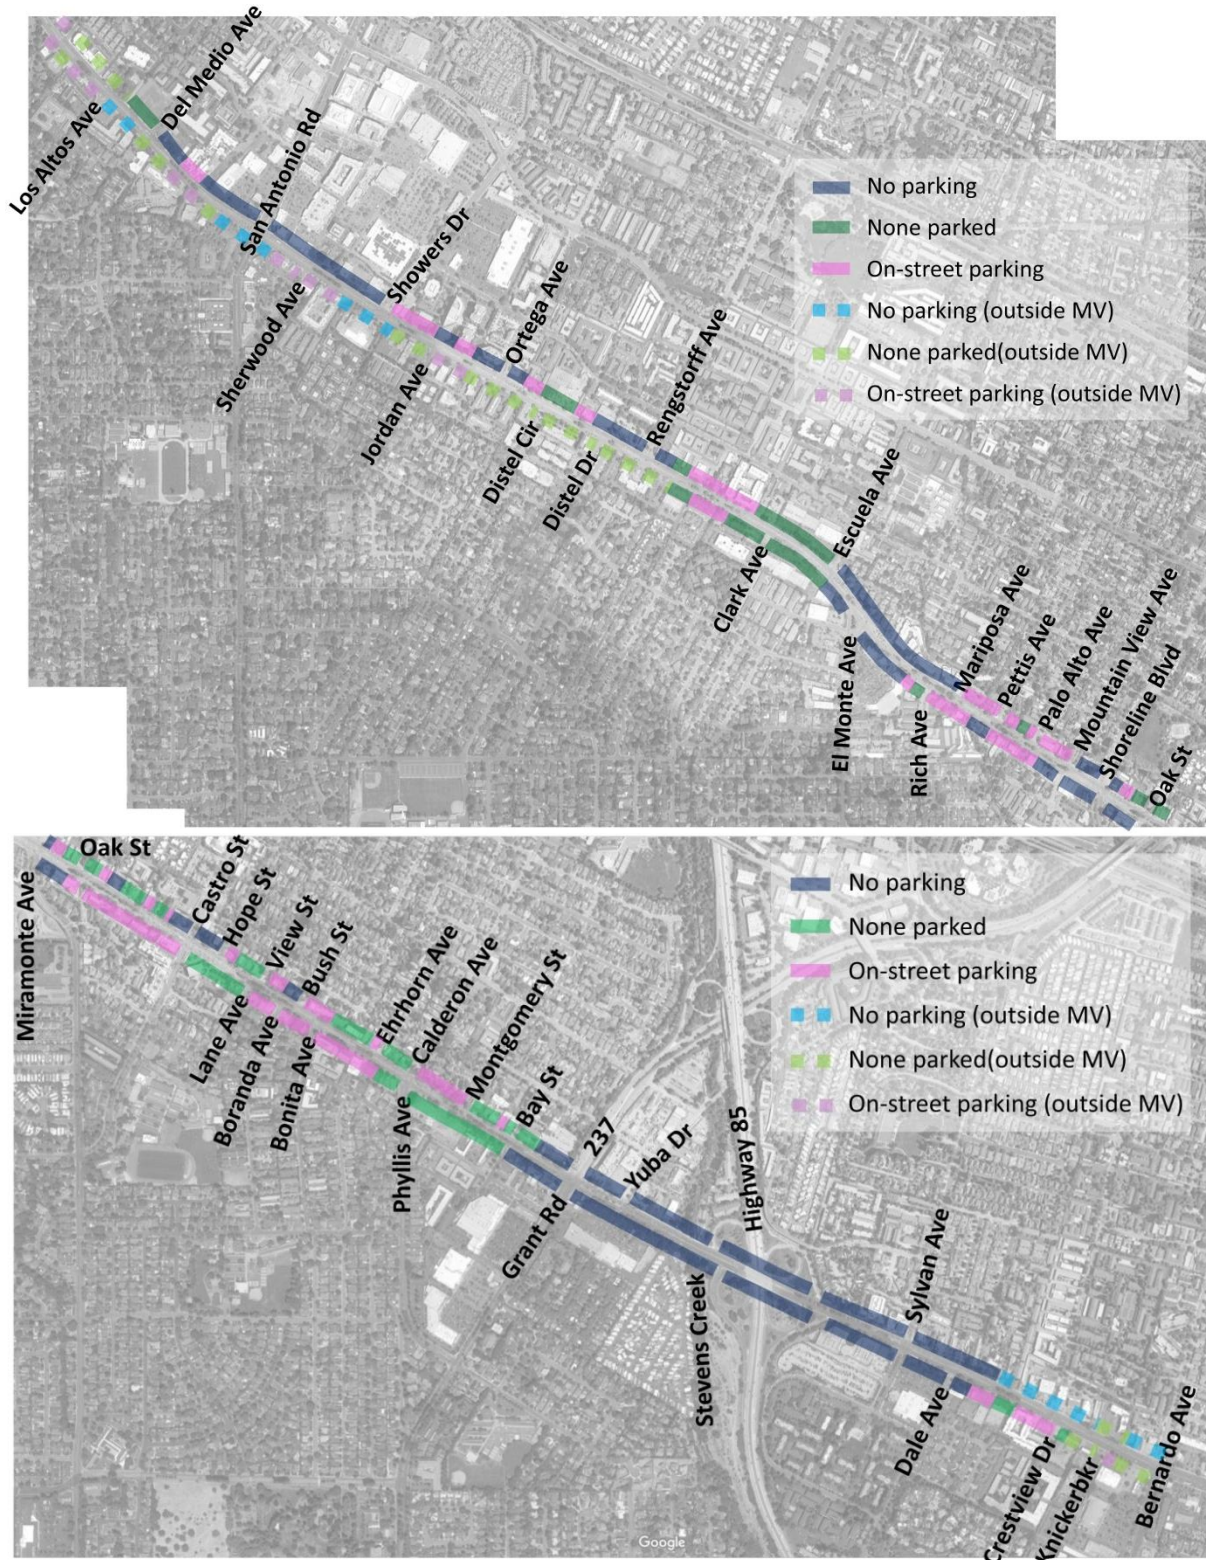 Del Medio Ave
Los Altos Ave
San Antonio Rd
Showers Dr
Sherwood Ave
Ortega Ave
Jordan Ave
Rengstorff Ave
Distel Cir
Distel Dr
Escuela Ave
Clark Ave
El Monte Ave
Rich Ave
Mariposa Ave
Pettis Ave
Palo Alto Ave
Mountain View Ave
Shoreline Blvd
Oak St
No parking
None parked
On-street parking
No parking (outside MV)
None parked(outside MV)
On-street parking (outside MV)
Miramonte Ave
Oak St
Castro St
Hope St
View St
Bush St
Lane Ave
Boranda Ave
Bonita Ave
Ehrhorn Ave
Calderon Ave
Phyllis Ave
Montgomery St
Bay St
237
Yuba Dr
Grant Rd
Highway 85
Stevens Creek
Sylvan Ave
Dale Ave
Crestview Dr
Knickerbkr
Bernardo Ave
No parking
None parked
On-street parking
No parking (outside MV)
None parked(outside MV)
On-street parking (outside MV)
Google